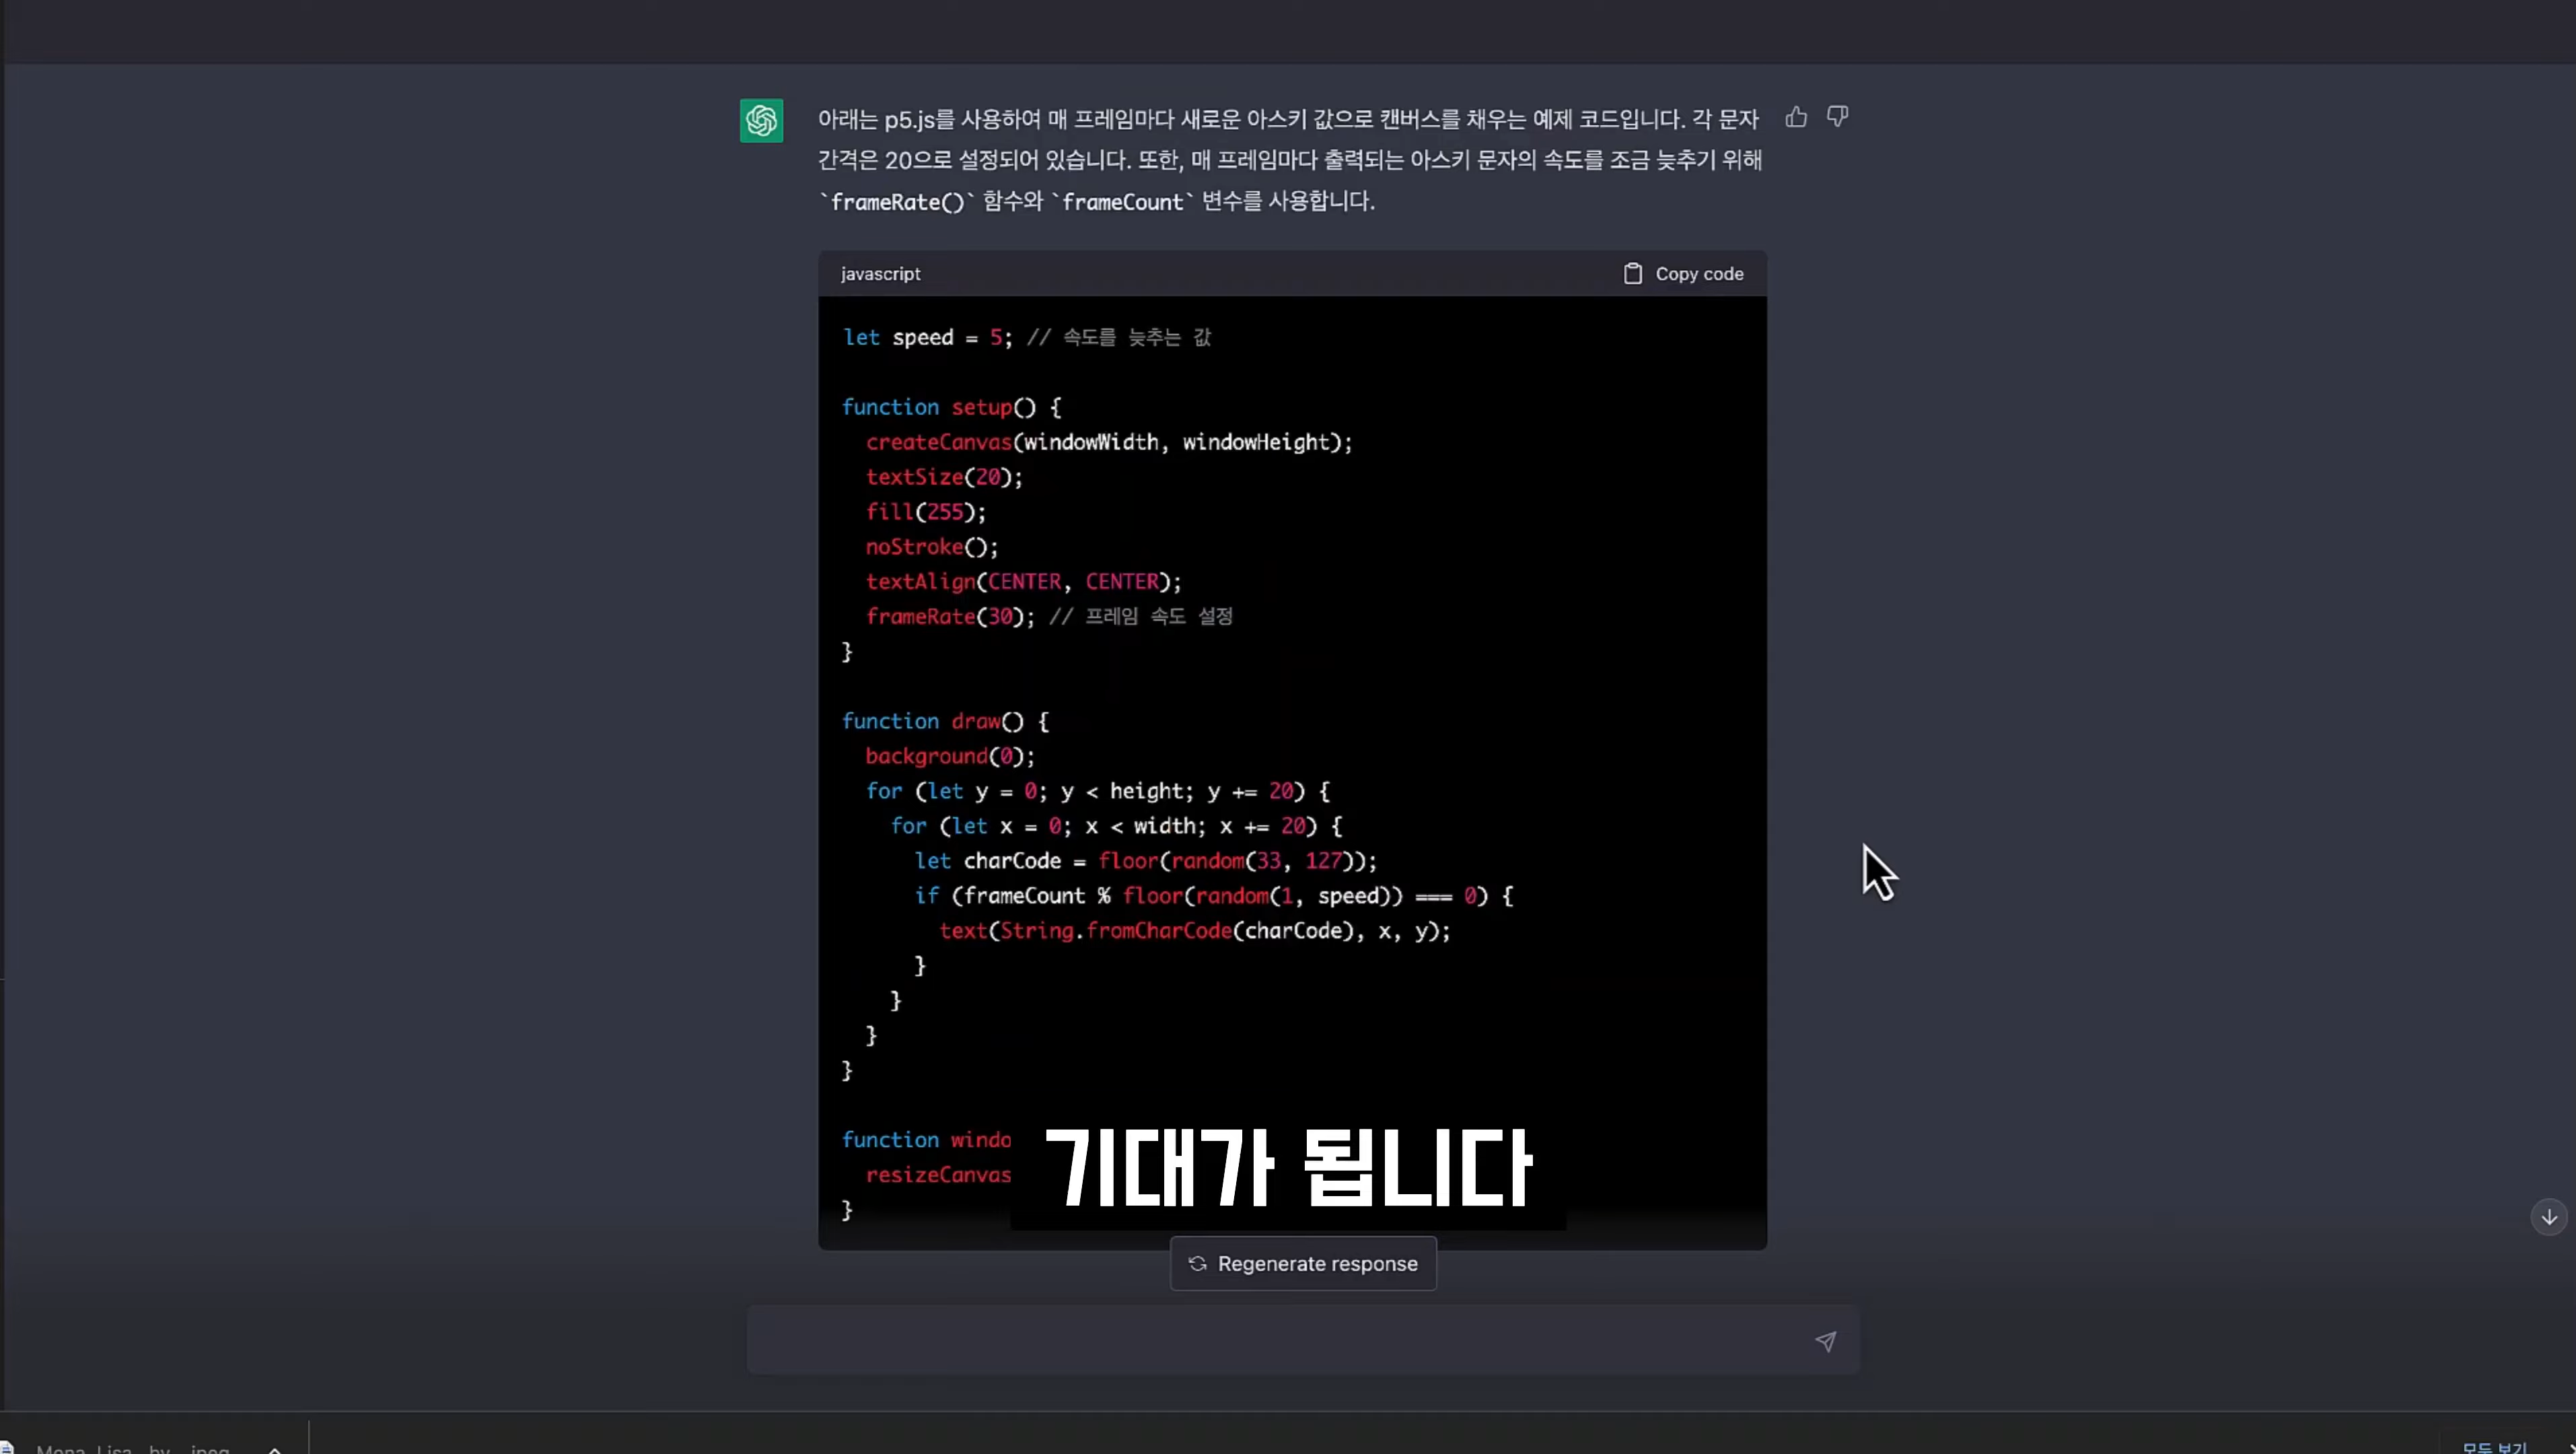 아래는 p5.js를 사용하여 매 프레임마다 새로운 아스키 값으로 캔버스를 채우는 예제 코드입니다. 각 문자
간격은 20으로 설정되어 있습니다. 또한, 매 프레임마다 출력되는 아스키 문자의 속도를 조금 늦추기 위해
`frameRate()` 함수와 `frameCount` 변수를 사용합니다.
javascript
Copy code
let speed = 5; // 속도를 늦추는 값
function setup() {
  createCanvas(windowWidth, windowHeight);
  textSize(20);
  fill(255);
  noStroke();
  textAlign(CENTER, CENTER);
  frameRate(30); // 프레임 속도 설정
}
function draw() {
  background(0);
  for (let y = 0; y < height; y += 20) {
    for (let x = 0; x < width; x += 20) {
      let charCode = floor(random(33, 127));
      if (frameCount % floor(random(1, speed)) === 0) {
        text(String.fromCharCode(charCode), x, y);
      }
    }
  }
}
function windo
  resizeCanvas
}
기대가 됩니다
Regenerate response
Mona Lisa by jpeg
모두 보기